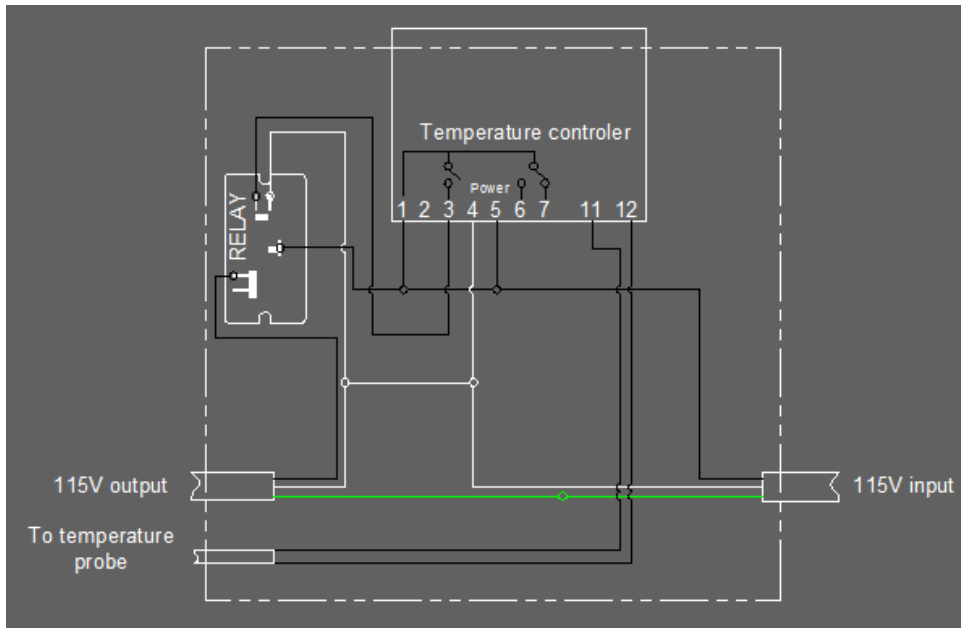 Temperature controler
Power
1 2 3 4 5 6 7 11 12
RELAY
115V output
115V input
To temperature
probe